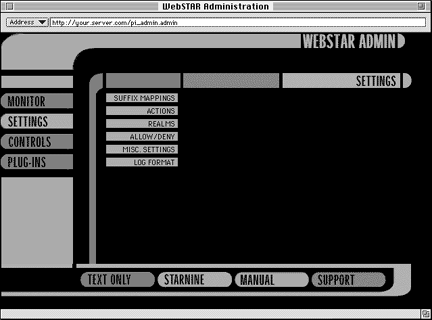 WebSTAR Administration
Address http://your.server.com/pi_admin.admin
WEBSTAR ADMIN
SETTINGS
MONITOR
SETTINGS
CONTROLS
PLUG-INS
SUFFIX MAPPINGS
ACTIONS
REALMS
ALLOW/DENY
MISC. SETTINGS
LOG FORMAT
TEXT ONLY
STARNINE
MANUAL
SUPPORT